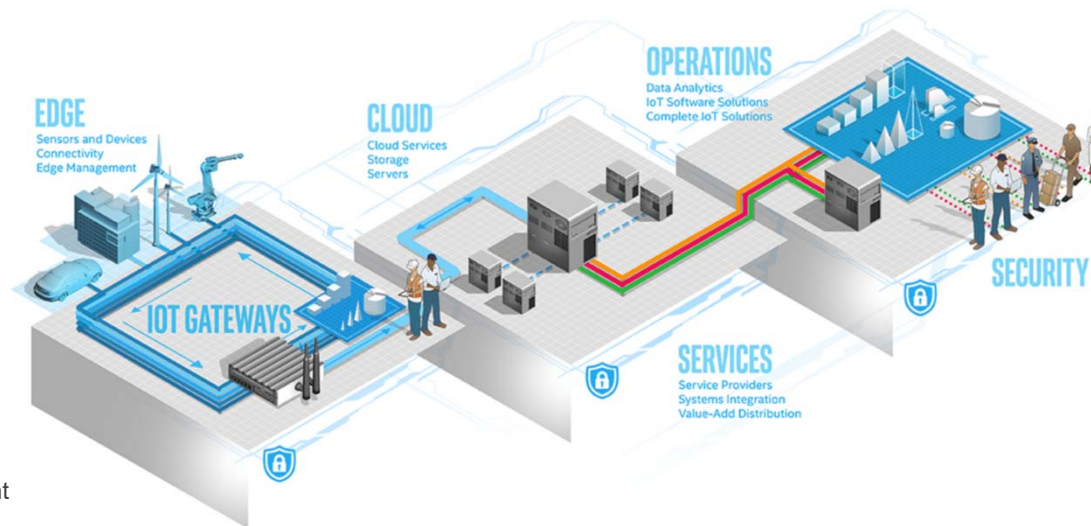 EDGE
Sensors and Devices
Connectivity
Edge Management
CLOUD
Cloud Services
Storage
Servers
OPERATIONS
Data Analytics
IoT Software Solutions
Complete IoT Solutions
IOT GATEWAYS
SECURITY
SERVICES
Service Providers
Systems Integration
Value-Add Distribution